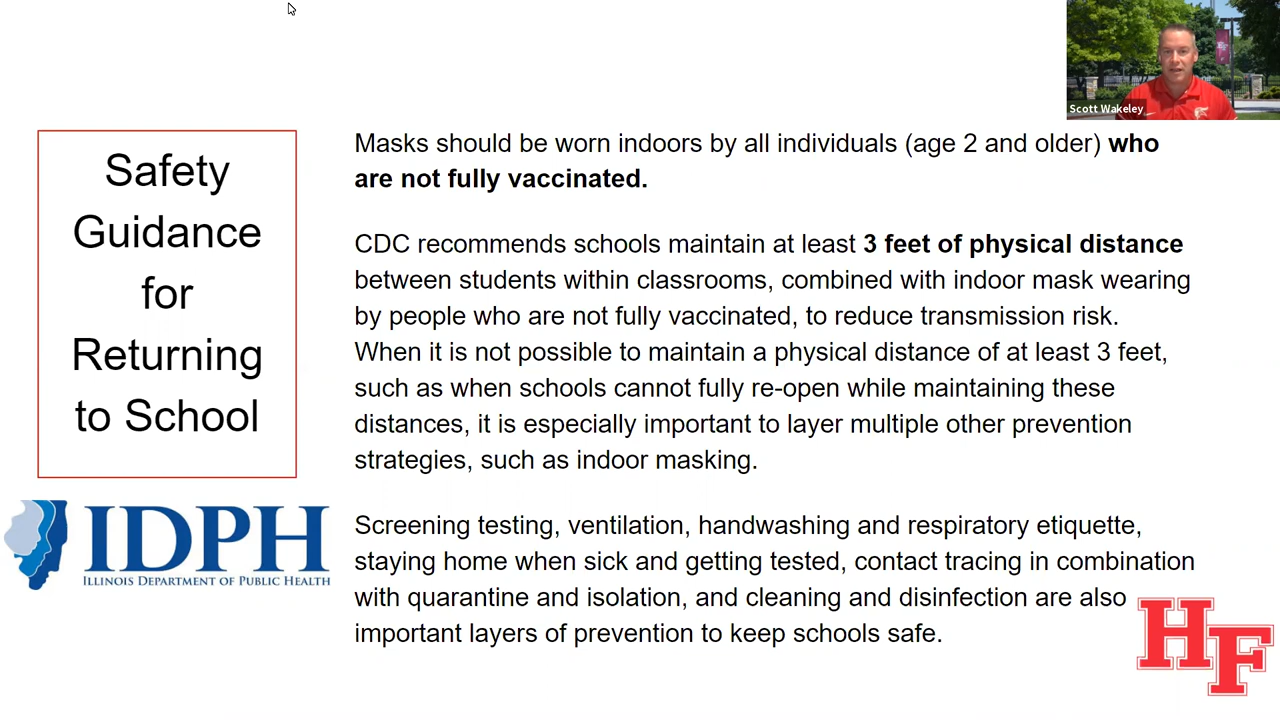 Scott Wakeley
Safety
Guidance
for
Returning
to School
IDPH
ILLINOIS DEPARTMENT OF PUBLIC HEALTH
Masks should be worn indoors by all individuals (age 2 and older) who
are not fully vaccinated.
CDC recommends schools maintain at least 3 feet of physical distance
between students within classrooms, combined with indoor mask wearing
by people who are not fully vaccinated, to reduce transmission risk.
When it is not possible to maintain a physical distance of at least 3 feet,
such as when schools cannot fully re-open while maintaining these
distances, it is especially important to layer multiple other prevention
strategies, such as indoor masking.
Screening testing, ventilation, handwashing and respiratory etiquette,
staying home when sick and getting tested, contact tracing in combination
with quarantine and isolation, and cleaning and disinfection are also
important layers of prevention to keep schools safe.
HF